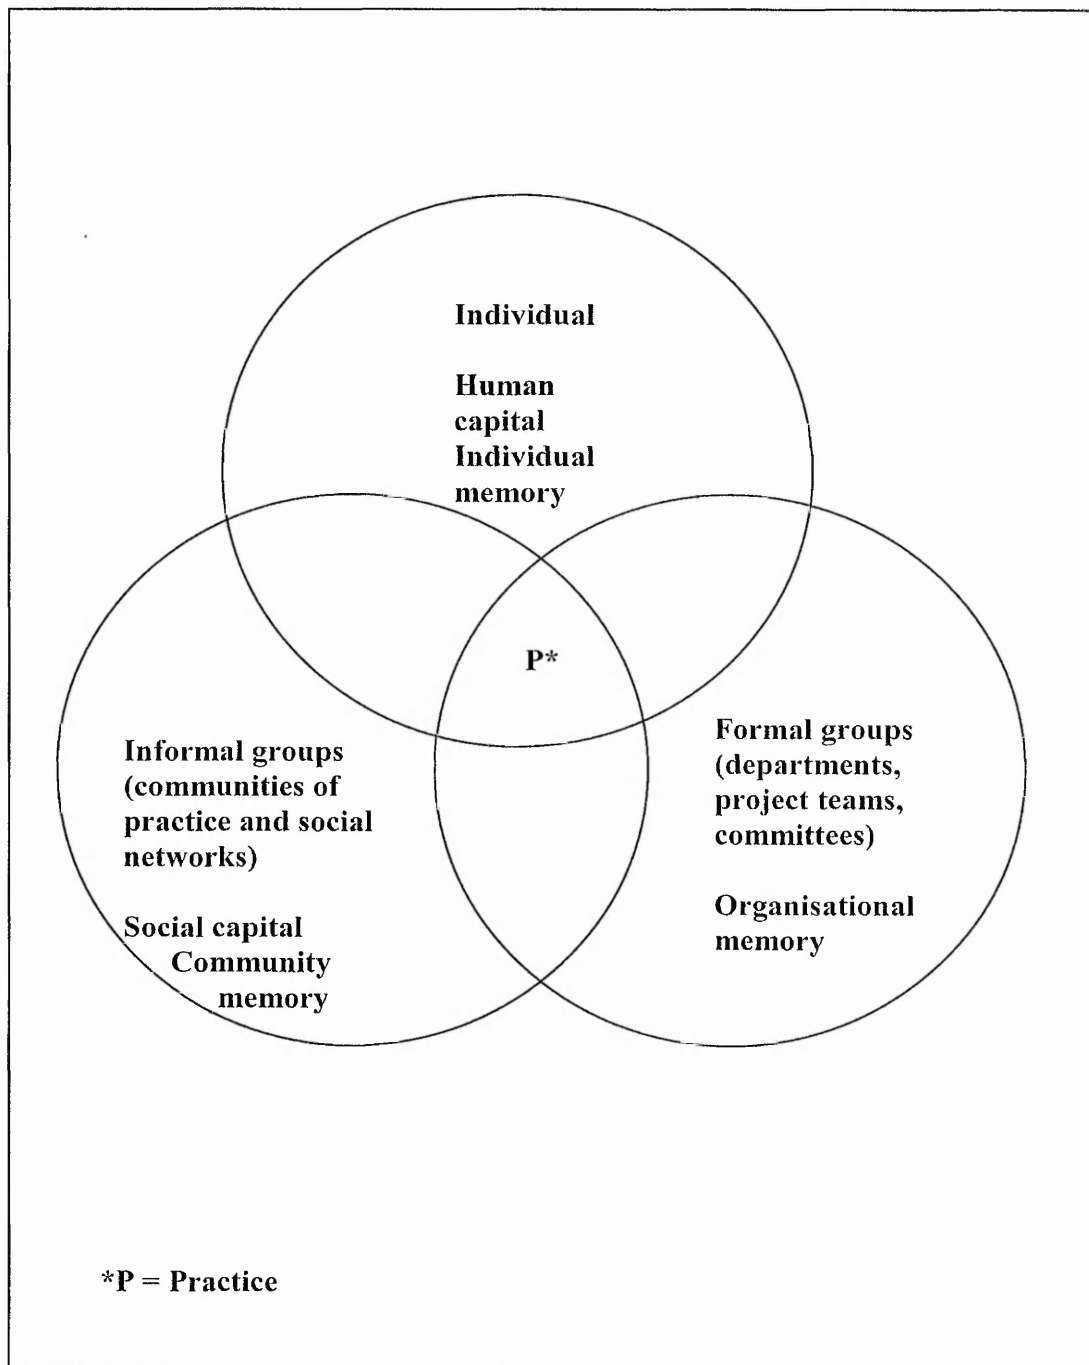 Individual
Human
capital
Individual
memory
P*
Informal groups
(communities of
practice and social
networks)
Social capital
Community
memory
Formal groups
(departments,
project teams,
committees)
Organisational
memory
*P = Practice